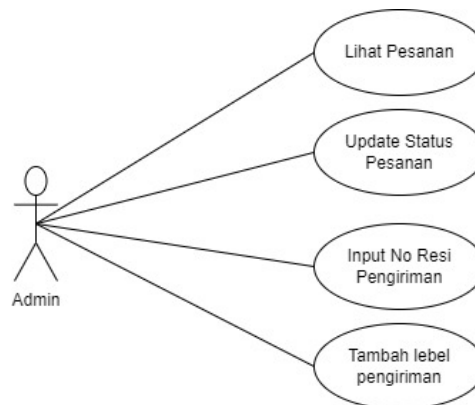 Lihat Pesanan
Update Status
Pesanan
Input No Resi
Pengiriman
Admin
Tambah lebel
pengiriman